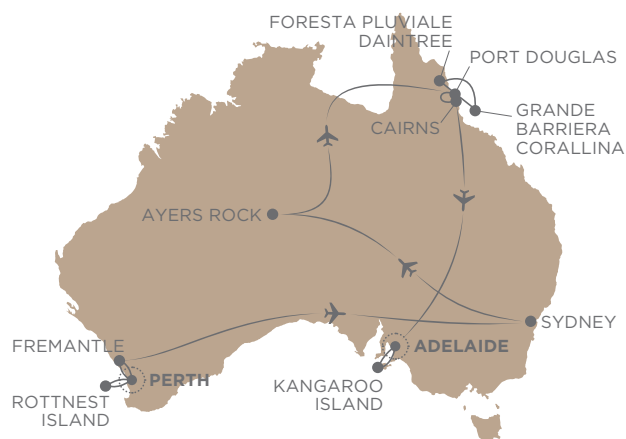 FORESTA PLUVIALE
DAINTREE
PORT DOUGLAS
CAIRNS
GRANDE
BARRIERA
CORALLINA
AYERS ROCK
SYDNEY
FREMANTLE
ADELAIDE
PERTH
KANGAROO
ISLAND
ROTTNEST
ISLAND